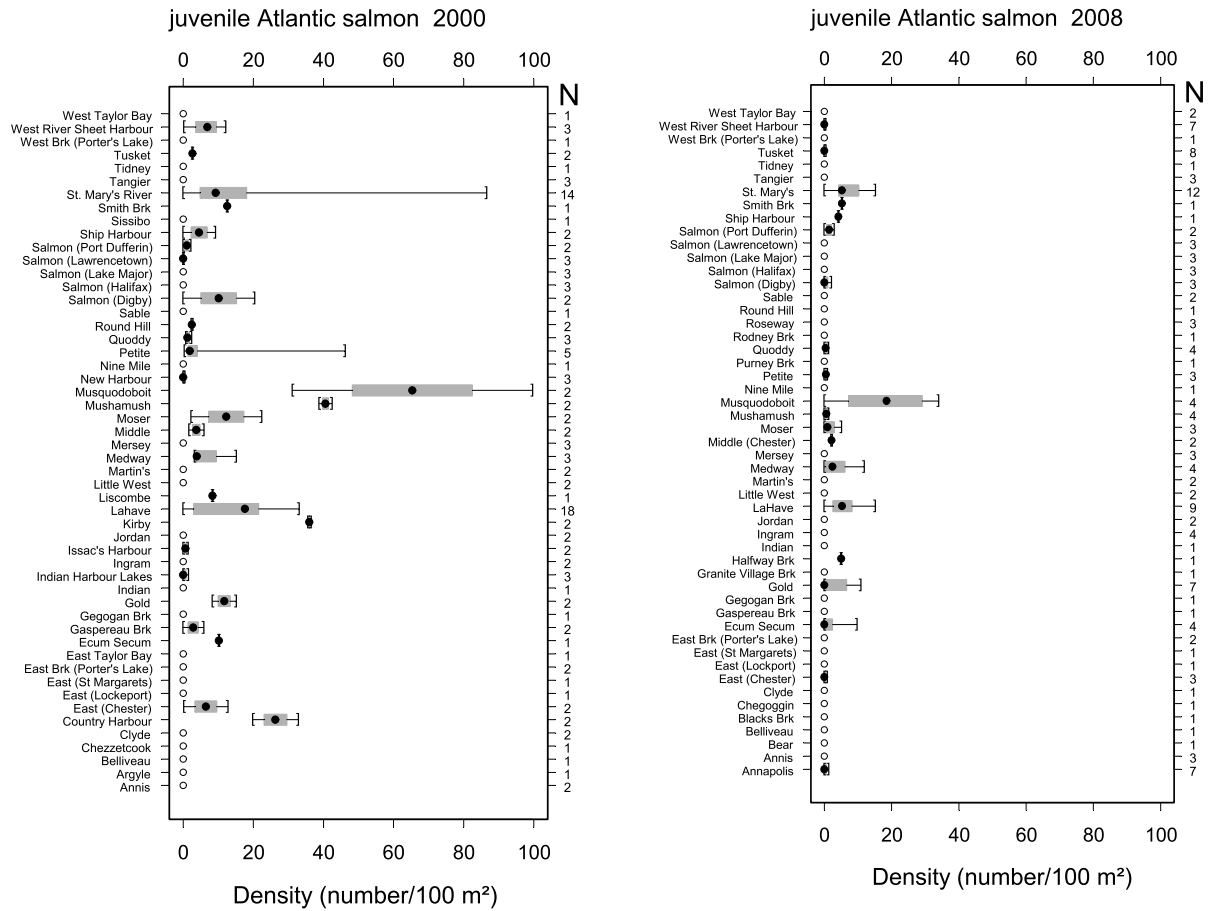 juvenile Atlantic salmon 2000
0 20 40 60 80 100
N
West Taylor Bay 1
West River Sheet Harbour 3
West Brk (Porter's Lake) 1
Tusket 2
Tidney 1
Tangier 3
St. Mary's River 14
Smith Brk 1
Sissibo 1
Ship Harbour 2
Salmon (Port Dufferin) 2
Salmon (Lawrencetown) 3
Salmon (Lake Major) 3
Salmon (Halifax) 3
Salmon (Digby) 2
Sable 1
Round Hill 2
Quoddy 3
Petite 5
Nine Mile 1
New Harbour 3
Musquodoboit 2
Mushamush 2
Moser 2
Middle 2
Mersey 3
Medway 3
Martin's 2
Little West 2
Liscombe 1
Lahave 18
Kirby 2
Jordan 2
Issac's Harbour 2
Ingram 2
Indian Harbour Lakes 3
Indian 1
Gold 2
Gegogan Brk 1
Gaspereau Brk 2
Ecum Secum 1
East Taylor Bay 1
East Brk (Porter's Lake) 2
East (St Margarets) 1
East (Lockeport) 1
East (Chester) 2
Country Harbour 2
Clyde 2
Chezzetcook 1
Belliveau 1
Argyle 1
Annis 2
0 20 40 60 80 100
Density (number/100 m²)
juvenile Atlantic salmon 2008
0 20 40 60 80 100
N
West Taylor Bay 2
West River Sheet Harbour 7
West Brk (Porter's Lake) 1
Tusket 8
Tidney 1
Tangier 3
St. Mary's 12
Smith Brk 1
Ship Harbour 1
Salmon (Port Dufferin) 2
Salmon (Lawrencetown) 3
Salmon (Lake Major) 3
Salmon (Halifax) 3
Salmon (Digby) 3
Sable 2
Round Hill 1
Roseway 3
Rodney Brk 1
Quoddy 4
Purney Brk 1
Petite 3
Nine Mile 1
Musquodoboit 4
Mushamush 4
Moser 3
Middle (Chester) 2
Mersey 3
Medway 4
Martin's 2
Little West 2
LaHave 9
Jordan 2
Ingram 4
Indian 1
Halfway Brk 1
Granite Village Brk 1
Gold 7
Gegogan Brk 1
Gaspereau Brk 1
Ecum Secum 4
East Brk (Porter's Lake) 2
East (St Margarets) 1
East (Lockport) 1
East (Chester) 3
Clyde 1
Chegoggin 1
Blacks Brk 1
Belliveau 1
Bear 1
Annis 3
Annapolis 7
0 20 40 60 80 100
Density (number/100 m²)